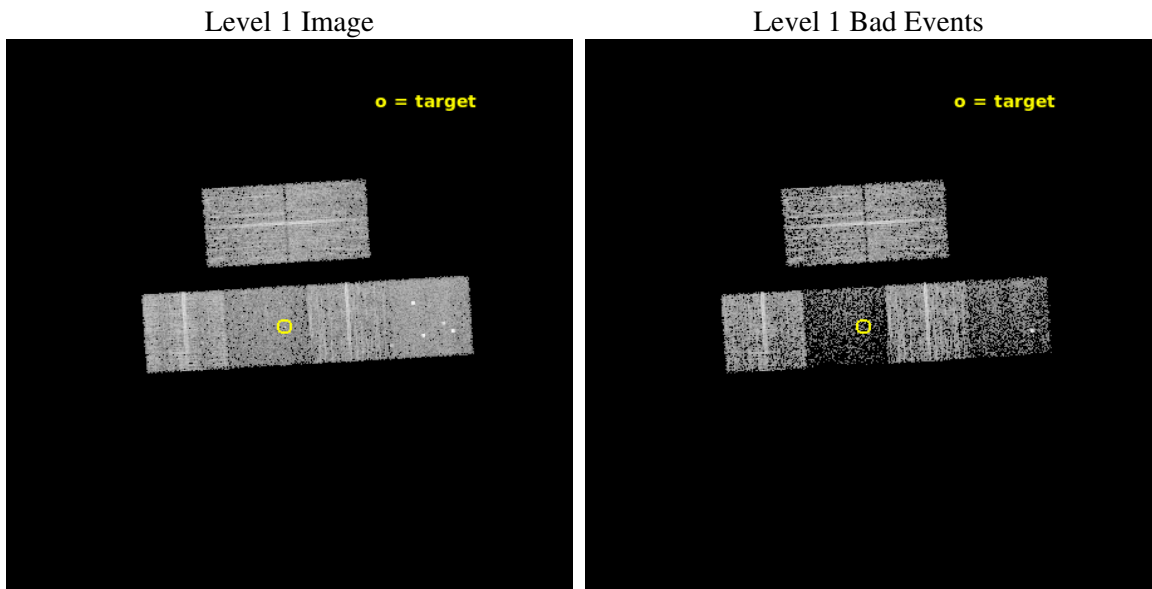 Level 1 Image
Level 1 Bad Events
o = target
o = target